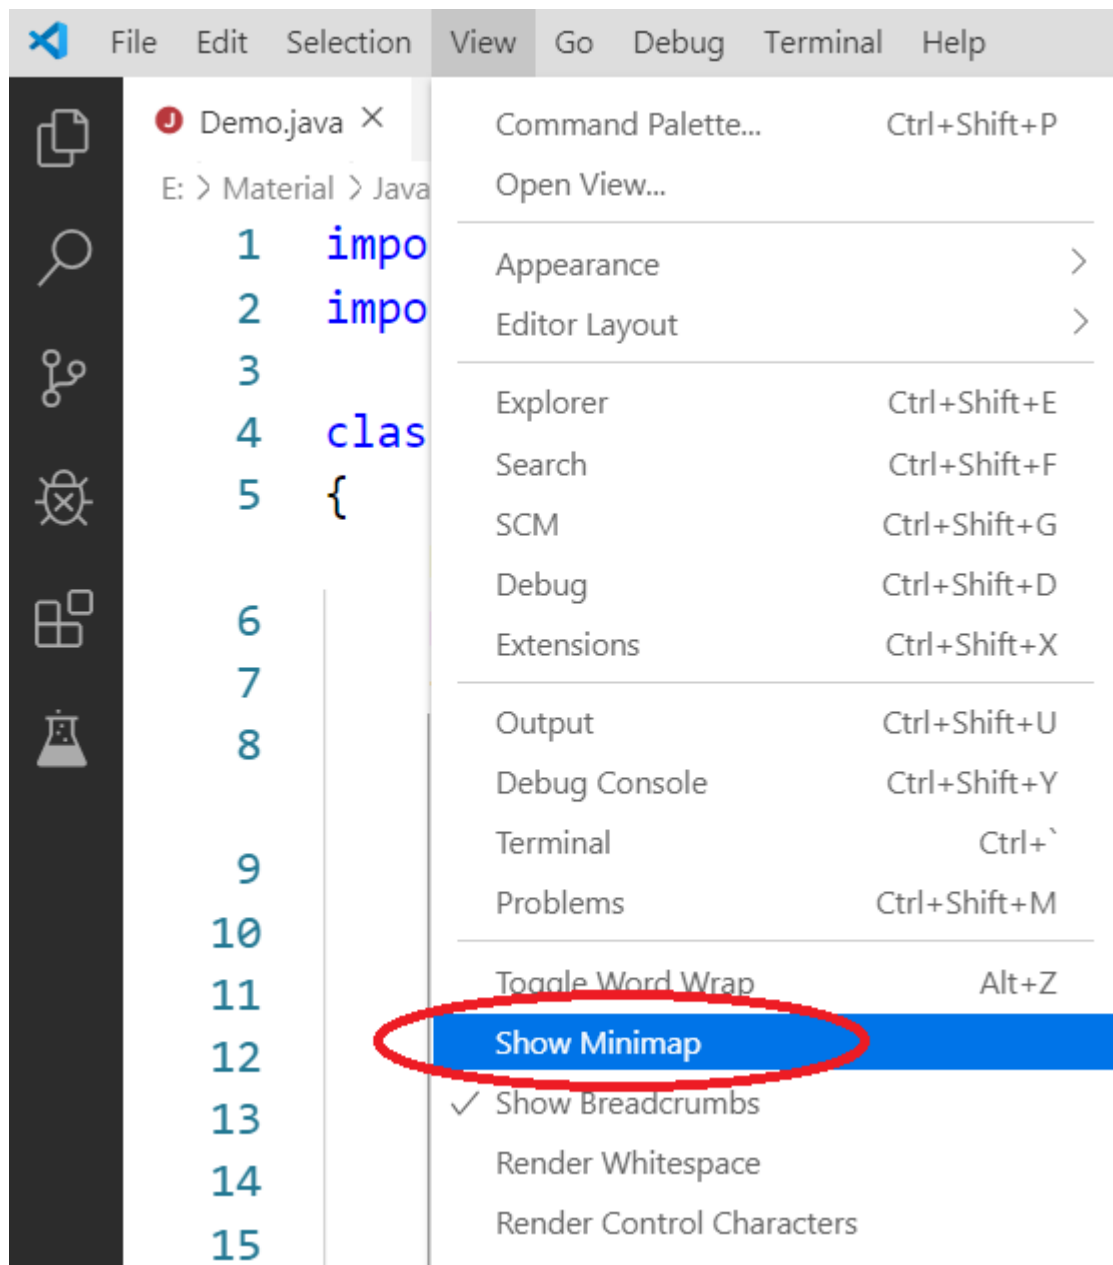 File Edit Selection View Go Debug Terminal Help
J Demo.java
E: > Material > Java
Command Palette... Ctrl+Shift+P
Open View...
Appearance
Editor Layout
Explorer Ctrl+Shift+E
Search Ctrl+Shift+F
SCM Ctrl+Shift+G
Debug Ctrl+Shift+D
Extensions Ctrl+Shift+X
Output Ctrl+Shift+U
Debug Console Ctrl+Shift+Y
Terminal Ctrl+`
Problems Ctrl+Shift+M
Toggle Word Wrap Alt+Z
Show Minimap
Show Breadcrumbs
Render Whitespace
Render Control Characters
1 impo
2 impo
3
4 clas
5 {
6
7
8
9
10
11
12
13
14
15